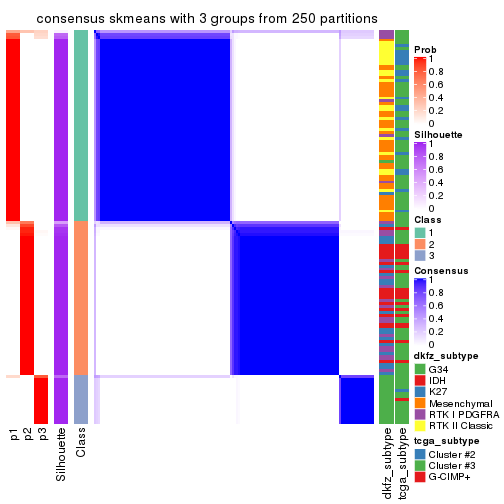 consensus skmeans with 3 groups from 250 partitions
Prob
1
0.8
0.6
0.4
0.2
0
Silhouette
1
0.8
0.6
0.4
0.2
0
Class
1
2
3
Consensus
1
0.8
0.6
0.4
0.2
0
dkfz_subtype
G34
IDH
K27
Mesenchymal
RTK I PDGFRA
RTK II Classic
tcga_subtype
Cluster #2
Cluster #3
G-CIMP+
p1
p2
p3
Silhouette
Class
dkfz_subtype
tcga_subtype